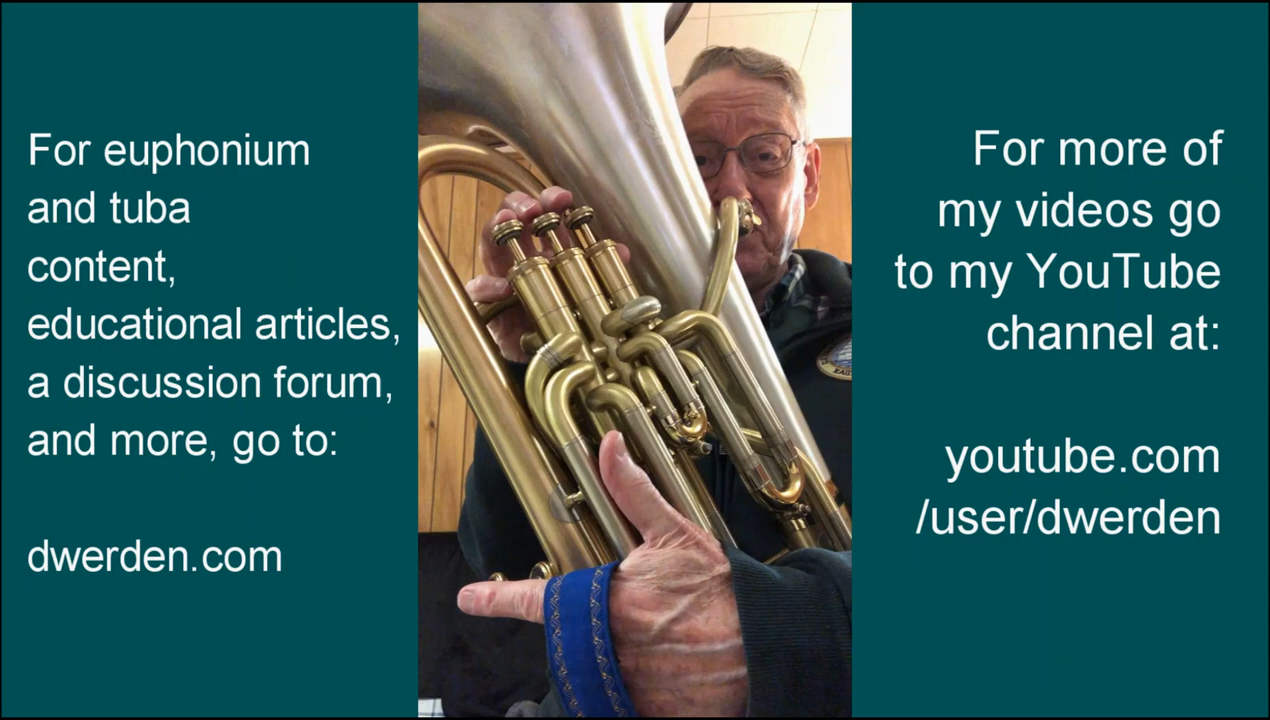 For euphonium
and tuba
content,
educational articles,
a discussion forum,
and more, go to:
dwerden.com
For more of
my videos go
to my YouTube
channel at:
youtube.com
/user/dwerden